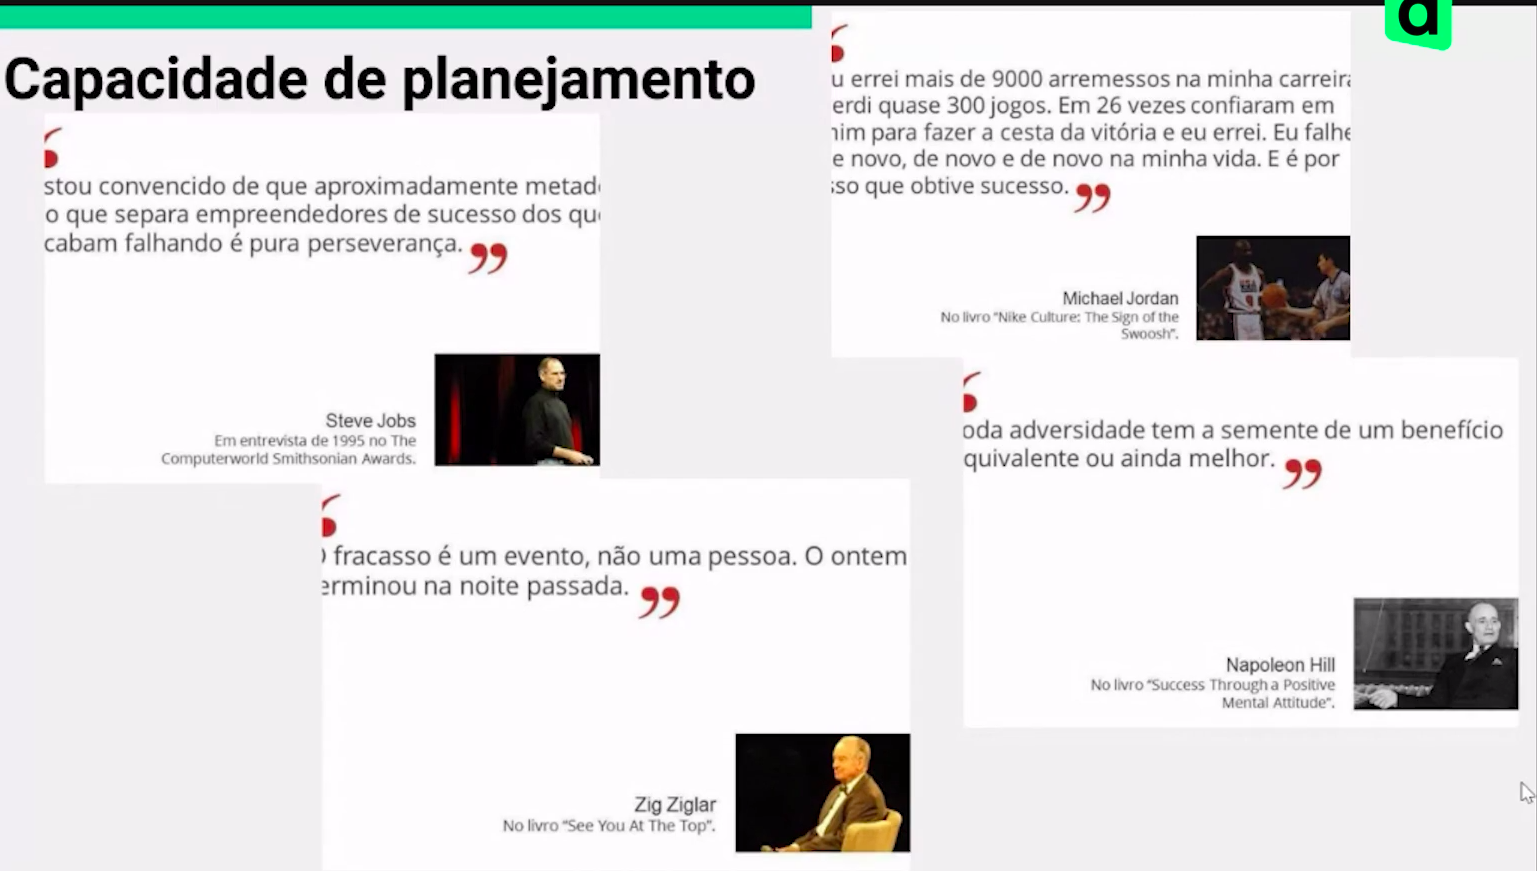 Capacidade de planejamento
stou convencido de que aproximadamente metad
o que separa empreendedores de sucesso dos qu
cabam falhando é pura perseverança.”
Steve Jobs
Em entrevista de 1995 no The
Computerworld Smithsonian Awards.
u errei mais de 9000 arremessos na minha carreira
erdi quase 300 jogos. Em 26 vezes confiaram em
im para fazer a cesta da vitória e eu errei. Eu falhe
e novo, de novo e de novo na minha vida. E é por
sso que obtive sucesso.”
Michael Jordan
No livro “Nike Culture: The Sign of the
Swoosh”.
O fracasso é um evento, não uma pessoa. O ontem
erminou na noite passada.”
Zig Ziglar
No livro “See You At The Top”.
oda adversidade tem a semente de um benefício
quivalente ou ainda melhor.”
Napoleon Hill
No livro “Success Through a Positive
Mental Attitude”.
d
USA